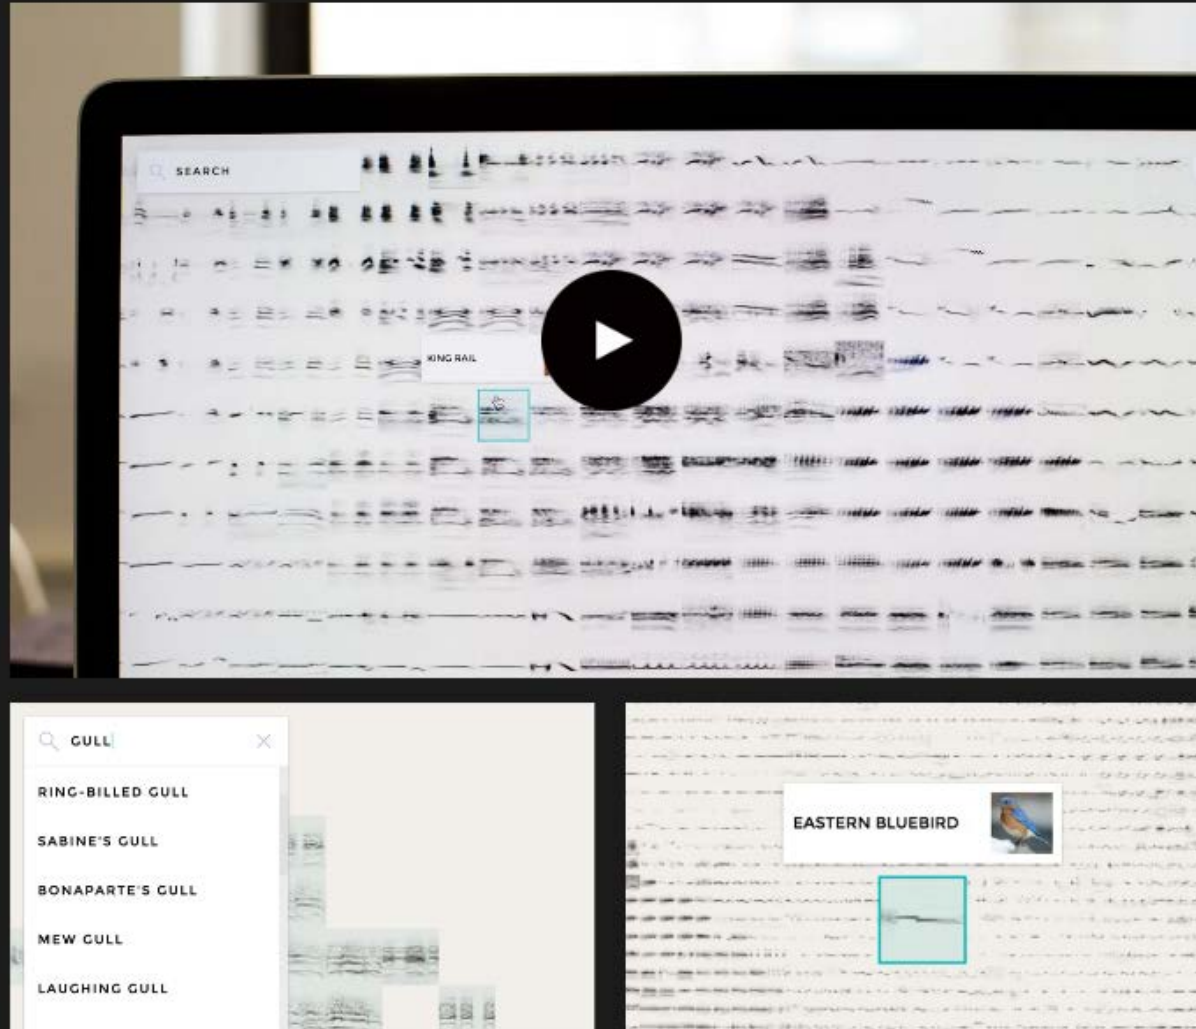 SEARCH
KING RAIL
GULL
RING-BILLED GULL
SABINE'S GULL
BONAPARTE'S GULL
MEW GULL
LAUGHING GULL
EASTERN BLUEBIRD